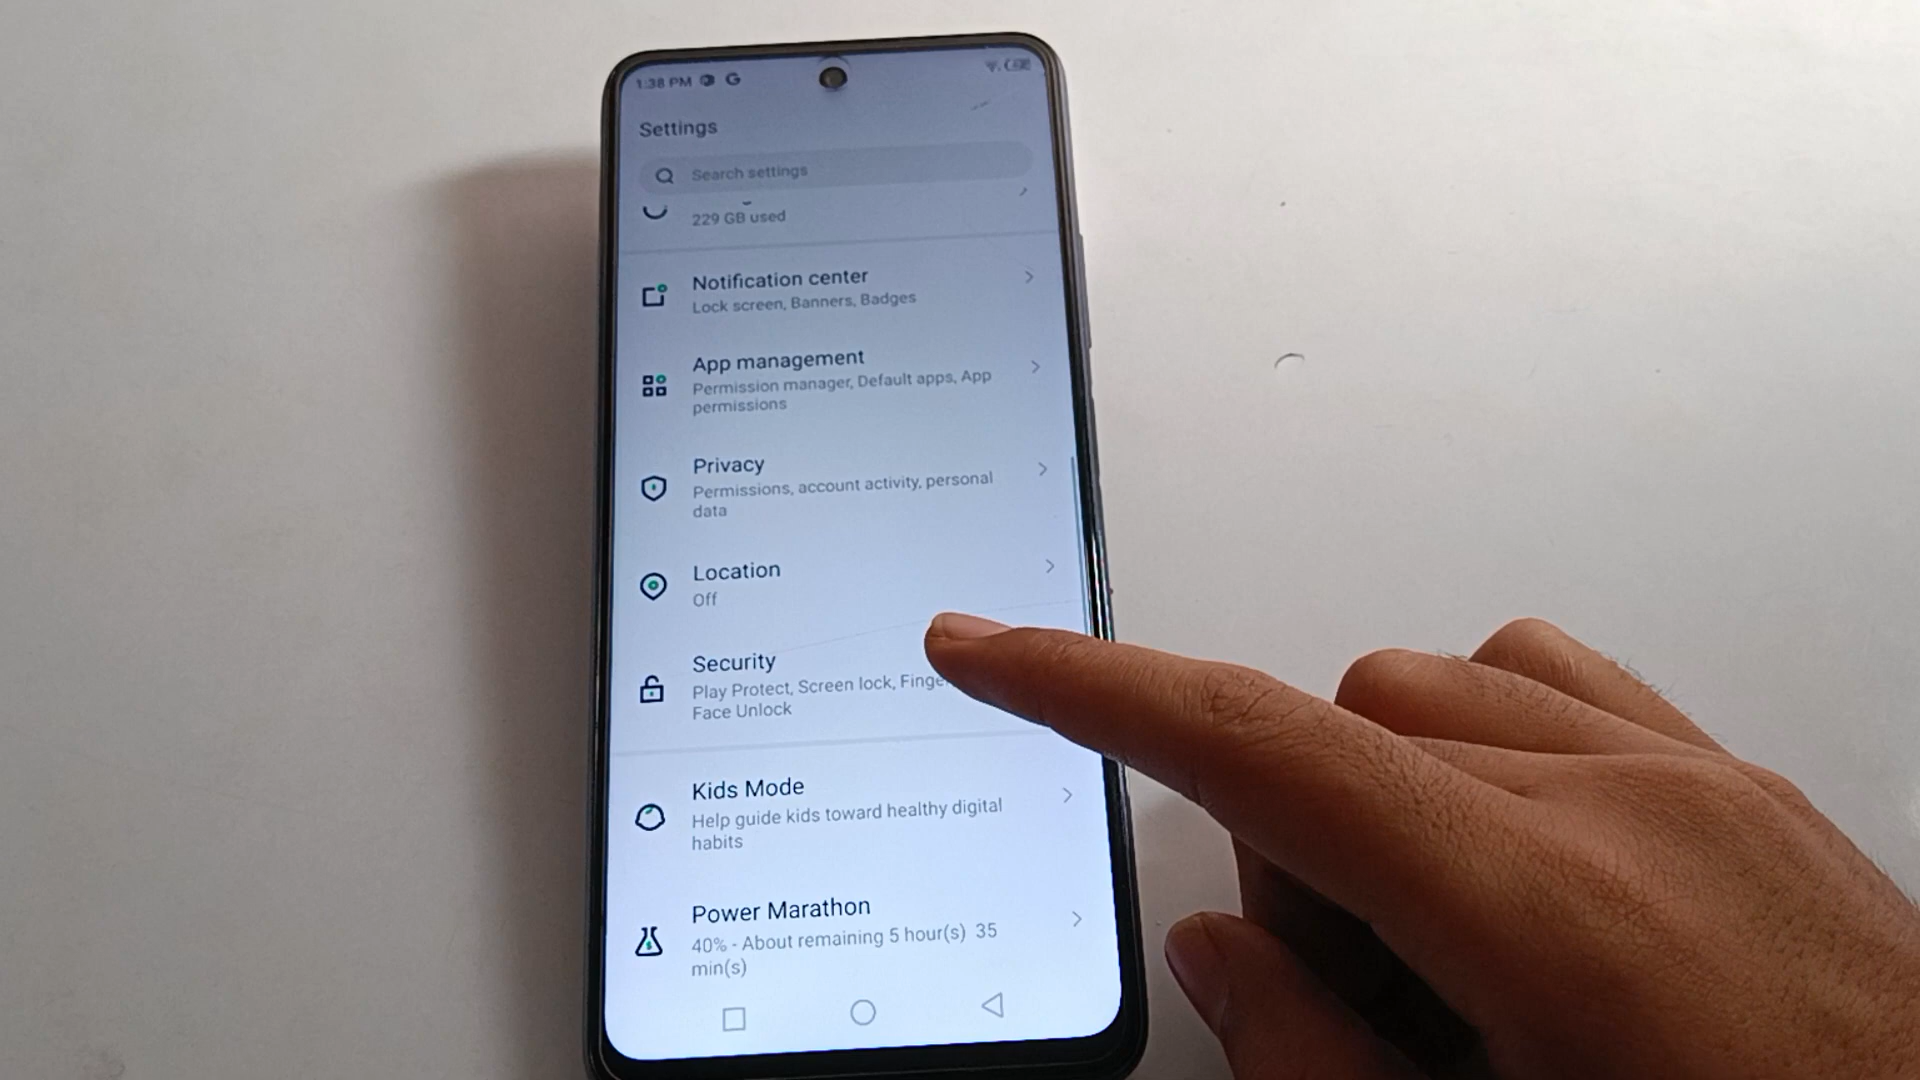 1:38 PM G
Settings
Search settings
229 GB used
Notification center
Lock screen, Banners, Badges
App management
Permission manager, Default apps, App
permissions
Privacy
Permissions, account activity, personal
data
Location
Off
Security
Play Protect, Screen lock, Finge
Face Unlock
Kids Mode
Help guide kids toward healthy digital
habits
Power Marathon
40% - About remaining 5 hour(s) 35
min(s)